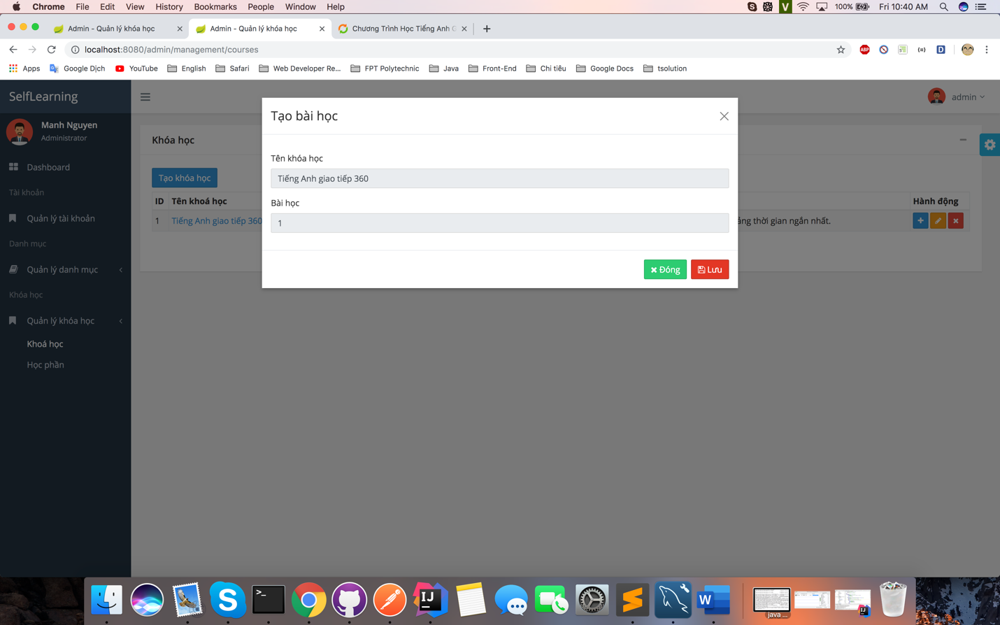 Chrome File Edit View History Bookmarks People Window Help 100% Fri 10:40 AM
Admin - Quản lý khóa học Admin - Quản lý khóa học Chương Trình Học Tiếng Anh G
localhost:8080/admin/management/courses ABP D
Apps Google Dịch YouTube English Safari Web Developer Re... FPT Polytechnic Java Front-End Chi tiêu Google Docs tsolution
SelfLearning
admin
Manh Nguyen
Administrator
Dashboard
Tài khoản
Quản lý tài khoản
Danh mục
Quản lý danh mục
Khóa học
Quản lý khóa học
Khoá học
Học phần
Khóa học
Tạo khóa học
ID Tên khoá học Hành động
1 Tiếng Anh giao tiếp 360 ảng thời gian ngắn nhất.
Tạo bài học
Tên khóa học
Tiếng Anh giao tiếp 360
Bài học
1
Đóng Lưu
IJ
W
java ...